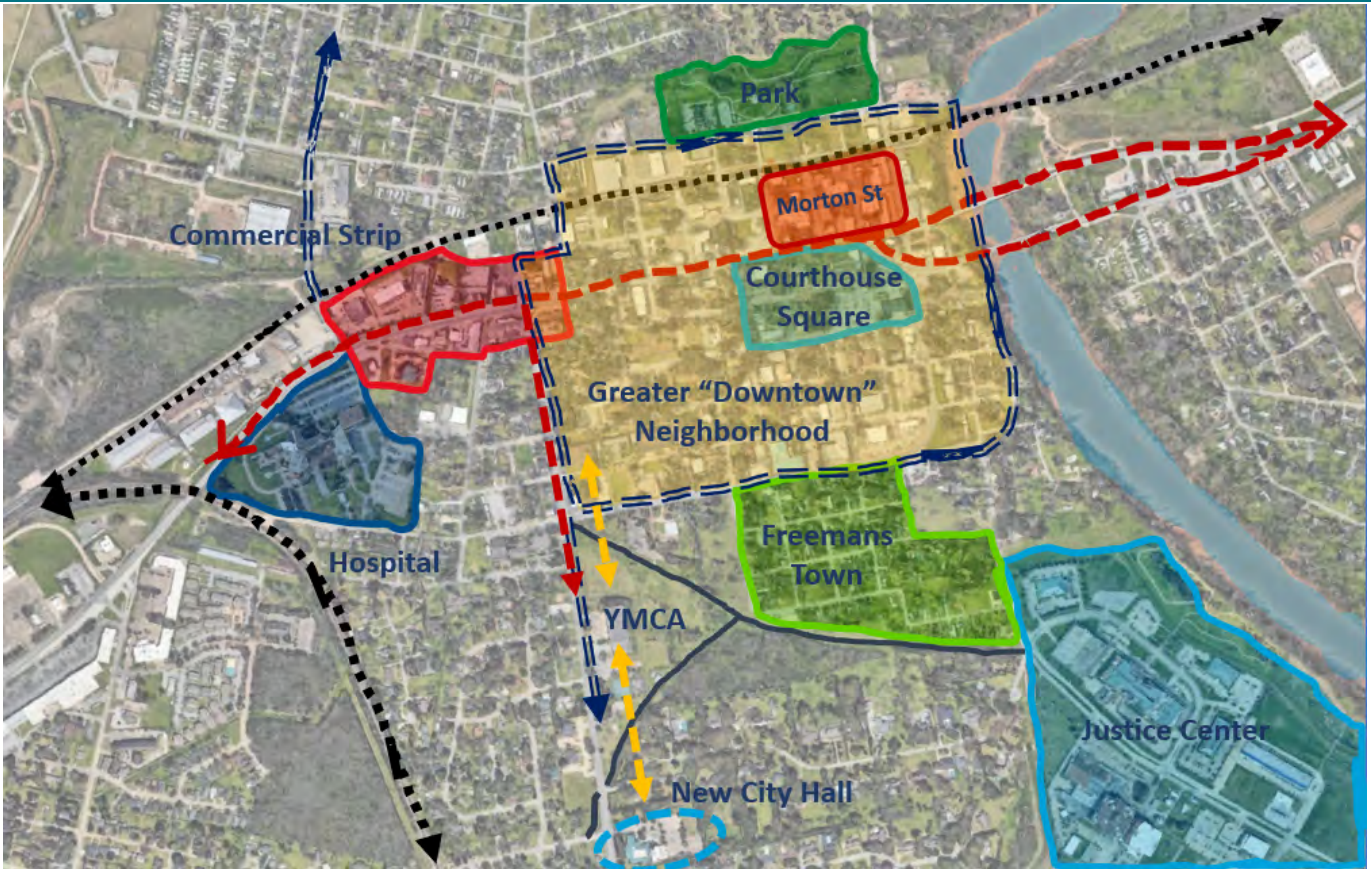 Park
Morton St
Commercial Strip
Courthouse
Square
Greater “Downtown”
Neighborhood
Freemans
Town
Hospital
YMCA
Justice Center
New City Hall